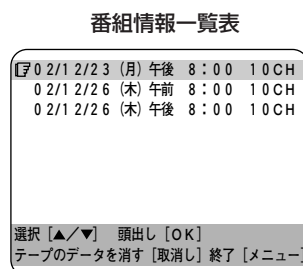 番組情報一覧表
02/12/23 (月) 午後 8:00 10CH
02/12/26 (木) 午前 8:00 10CH
02/12/26 (木) 午後 8:00 10CH
選択 [▲/▼] 頭出し [OK]
テープのデータを消す [取消し] 終了 [メニュー]